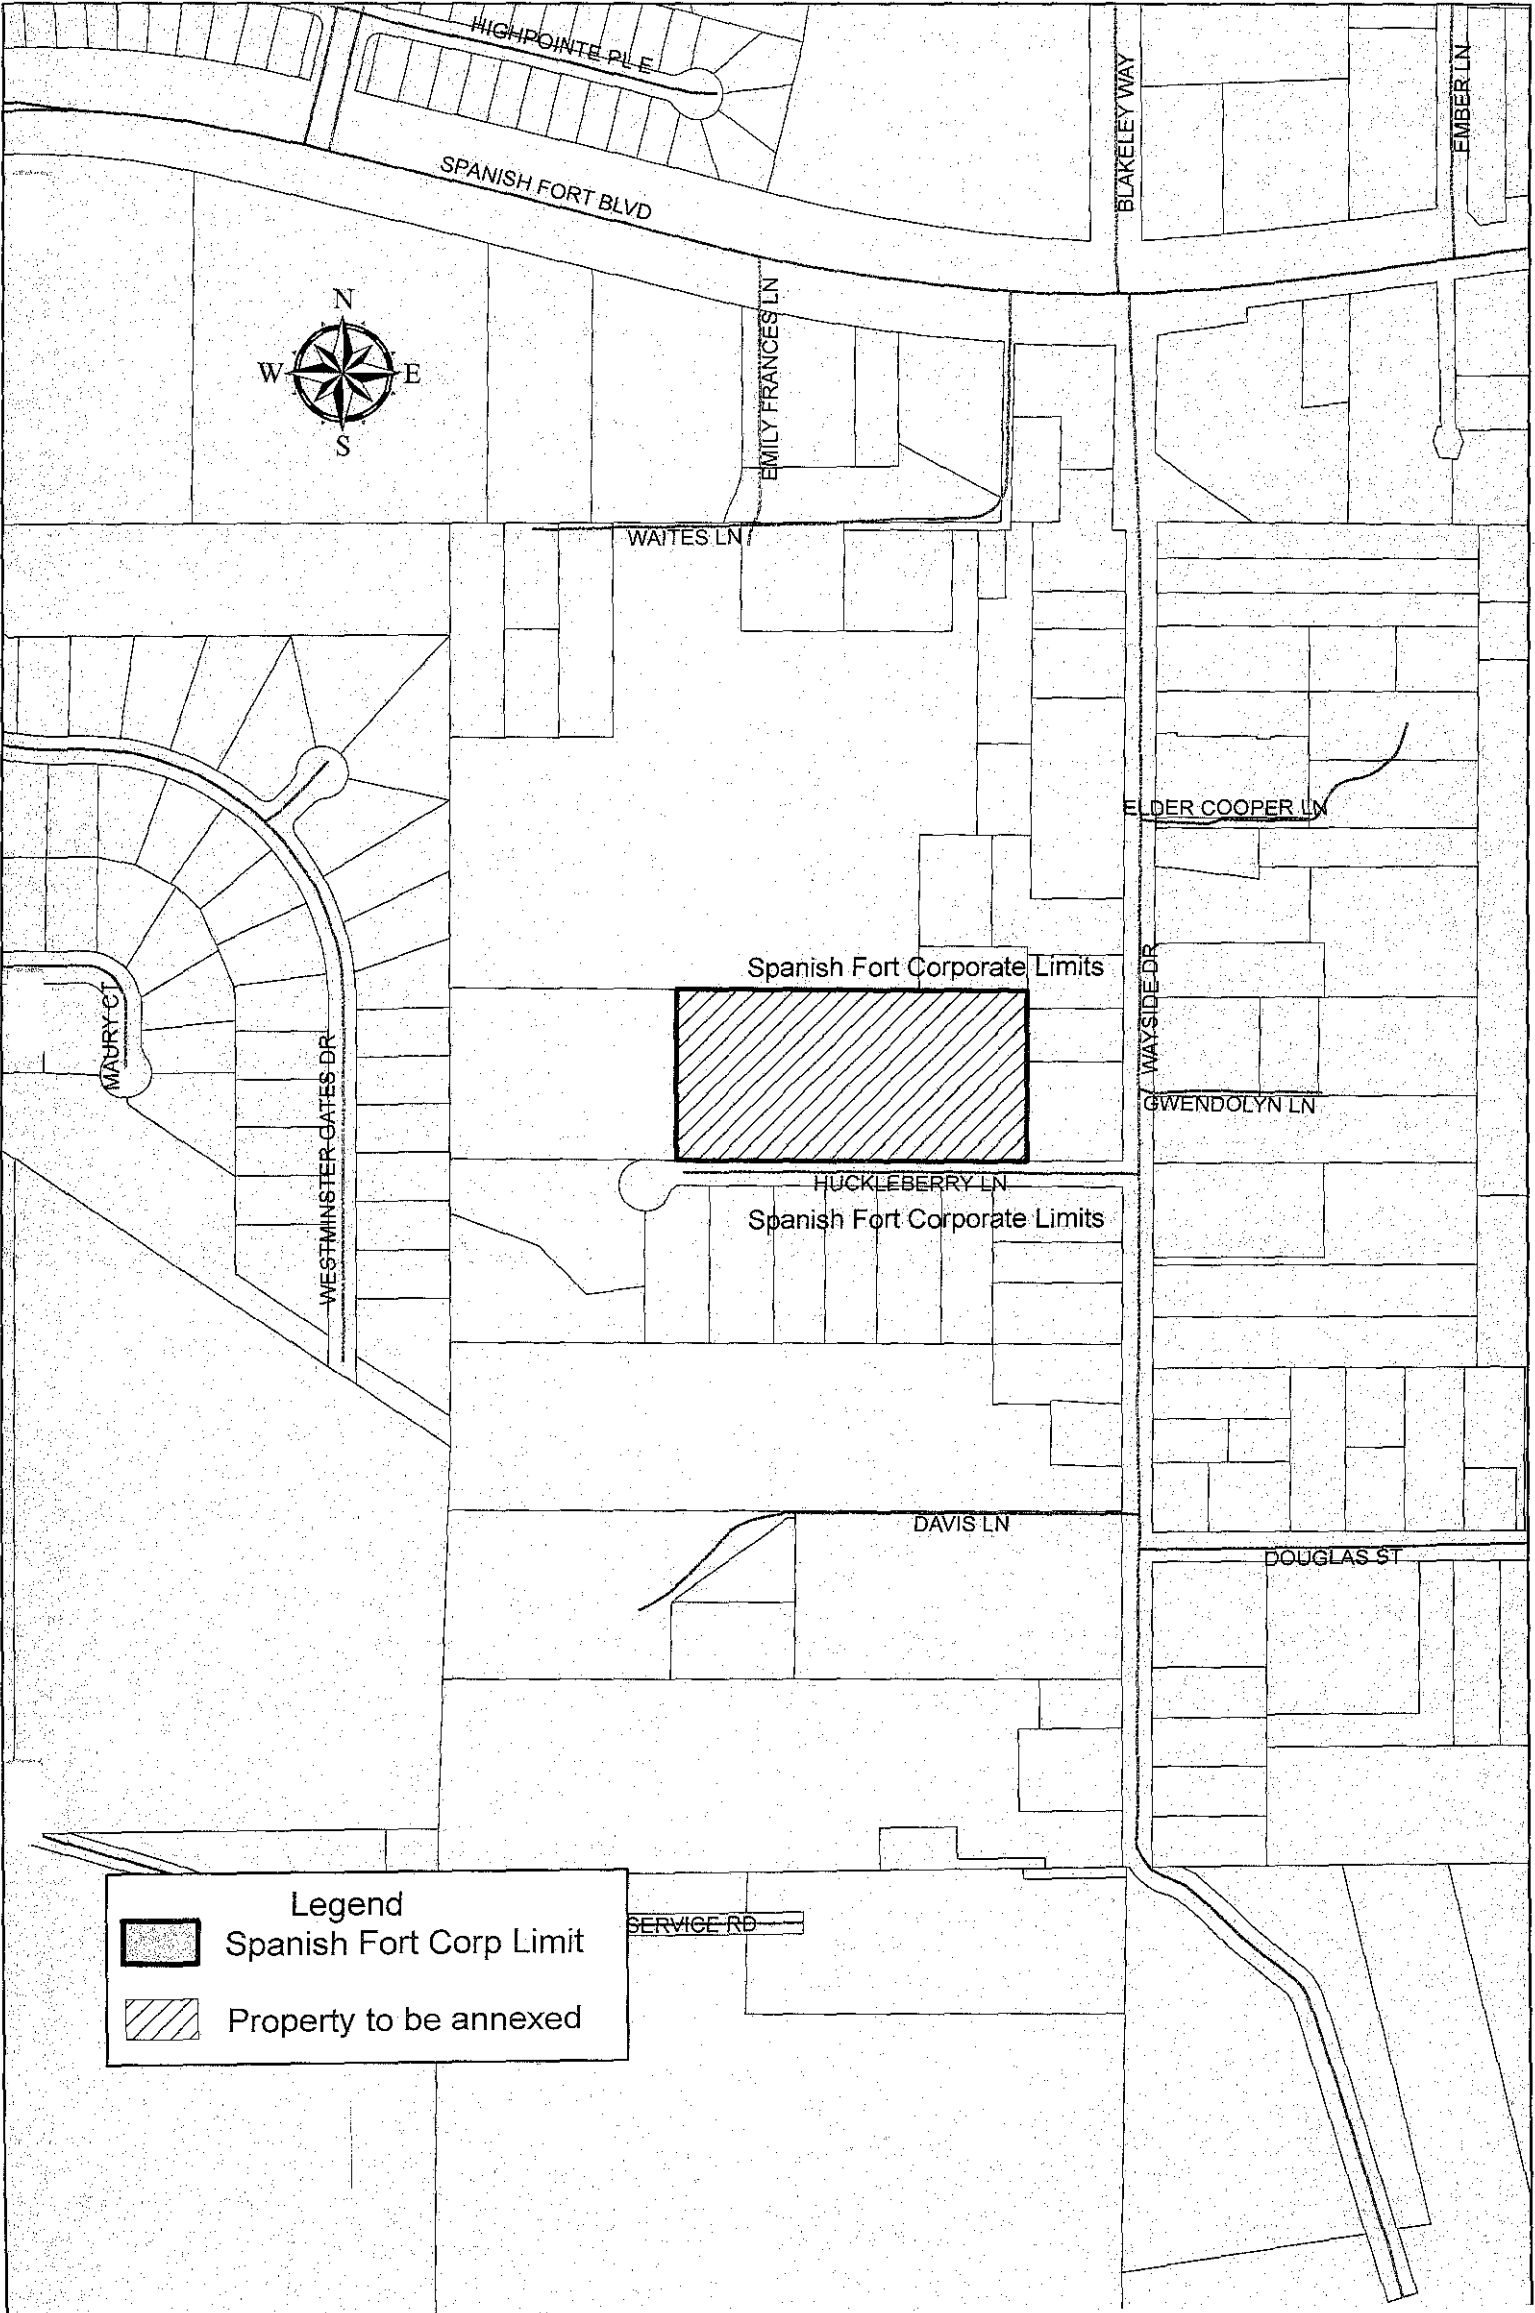 HIGHPOINTE PL E
BLAKELEY WAY
EMBER LN
SPANISH FORT BLVD
N
W
E
S
EMILY FRANCES LN
WAITES LN
ELDER COOPER LN
Spanish Fort Corporate Limits
WAYSIDE DR
MAURY CT
WESTMINSTER GATES DR
GWENDOLYN LN
HUCKLEBERRY LN
Spanish Fort Corporate Limits
DAVIS LN
DOUGLAS ST
Legend
Spanish Fort Corp Limit
Property to be annexed
SERVICE RD